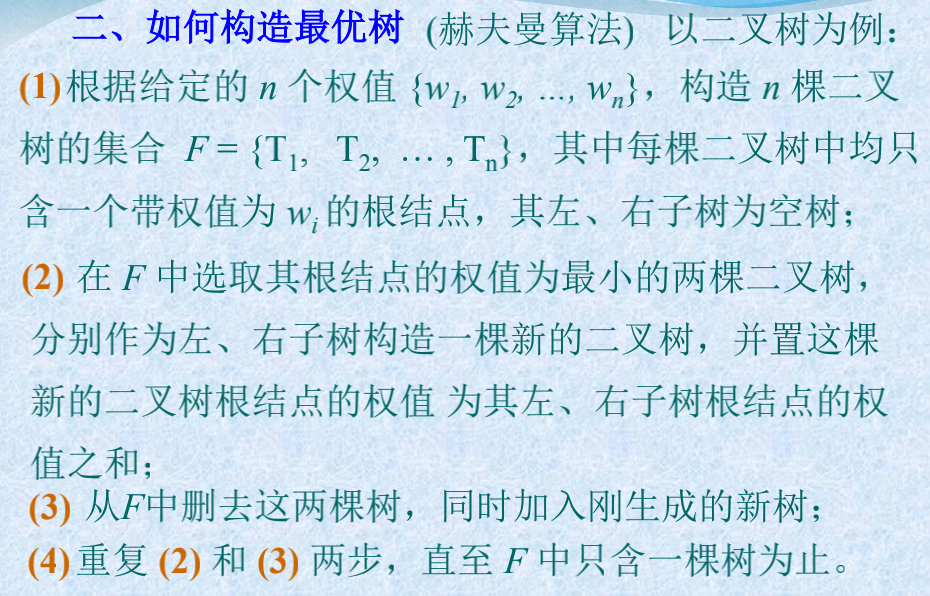 二、如何构造最优树 (赫夫曼算法) 以二叉树为例：
(1)根据给定的 n 个权值 {w1, w2, …, wn}，构造 n 棵二叉
树的集合 F = {T1, T2, … , Tn}，其中每棵二叉树中均只
含一个带权值为 wi 的根结点，其左、右子树为空树；
(2) 在 F 中选取其根结点的权值为最小的两棵二叉树，
分别作为左、右子树构造一棵新的二叉树，并置这棵
新的二叉树根结点的权值 为其左、右子树根结点的权
值之和；
(3) 从F中删去这两棵树，同时加入刚生成的新树；
(4)重复 (2) 和 (3) 两步，直至 F 中只含一棵树为止。